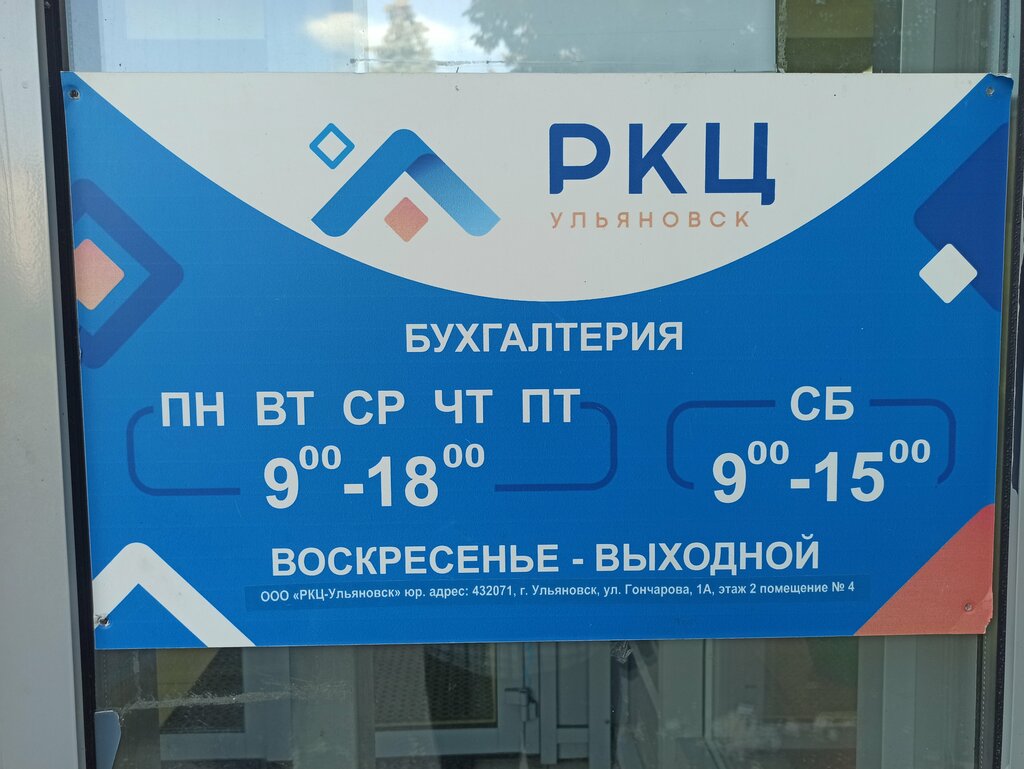 РКЦ
УЛЬЯНОВСК
БУХГАЛТЕРИЯ
ПН ВТ СР ЧТ ПТ СБ
9⁰⁰-18⁰⁰ 9⁰⁰-15⁰⁰
ВОСКРЕСЕНЬЕ - ВЫХОДНОЙ
ООО «РКЦ-Ульяновск» юр. адрес: 432071, г. Ульяновск, ул. Гончарова, 1А, этаж 2 помещение № 4